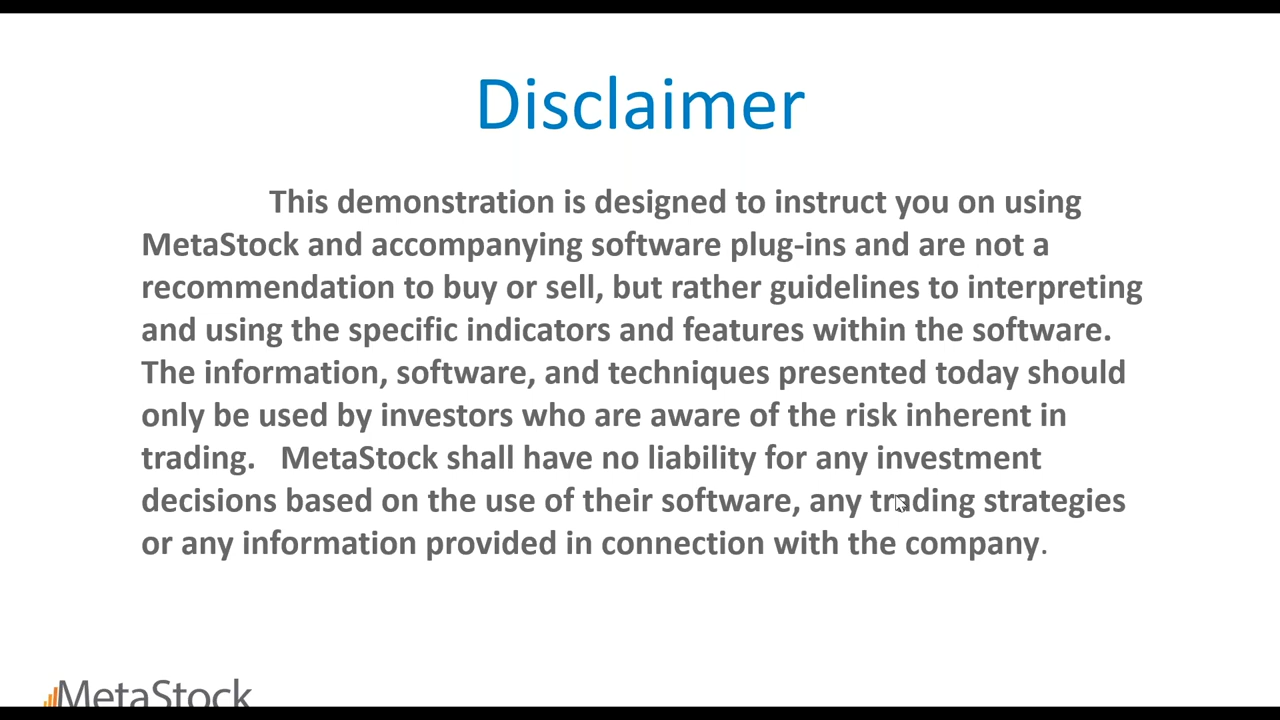 Disclaimer
This demonstration is designed to instruct you on using
MetaStock and accompanying software plug-ins and are not a
recommendation to buy or sell, but rather guidelines to interpreting
and using the specific indicators and features within the software.
The information, software, and techniques presented today should
only be used by investors who are aware of the risk inherent in
trading.   MetaStock shall have no liability for any investment
decisions based on the use of their software, any trading strategies
or any information provided in connection with the company.
MetaStock